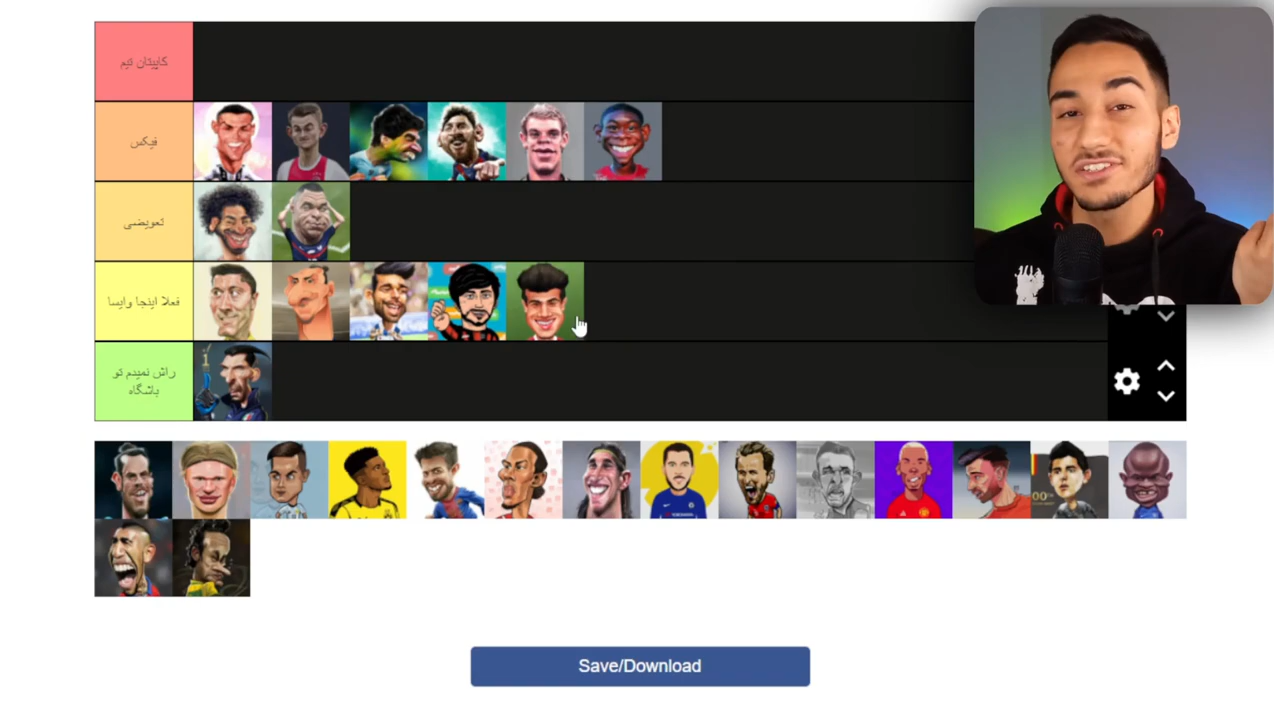 کاپیتان تیم
فیکس
تعویضی
فعلا اینجا وایسا
راش نمیدم تو
باشگاه
Save/Download